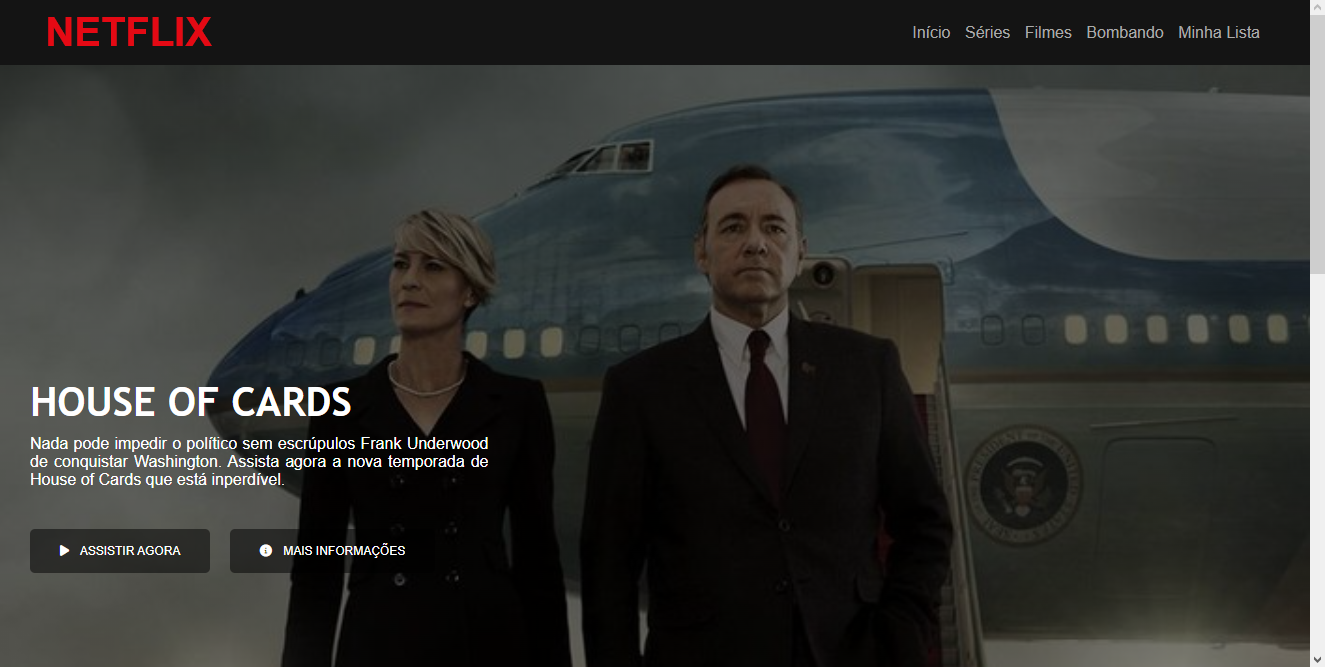 NETFLIX
Início Séries Filmes Bombando Minha Lista
HOUSE OF CARDS
Nada pode impedir o político sem escrúpulos Frank Underwood
de conquistar Washington. Assista agora a nova temporada de
House of Cards que está inperdível.
ASSISTIR AGORA MAIS INFORMAÇÕES